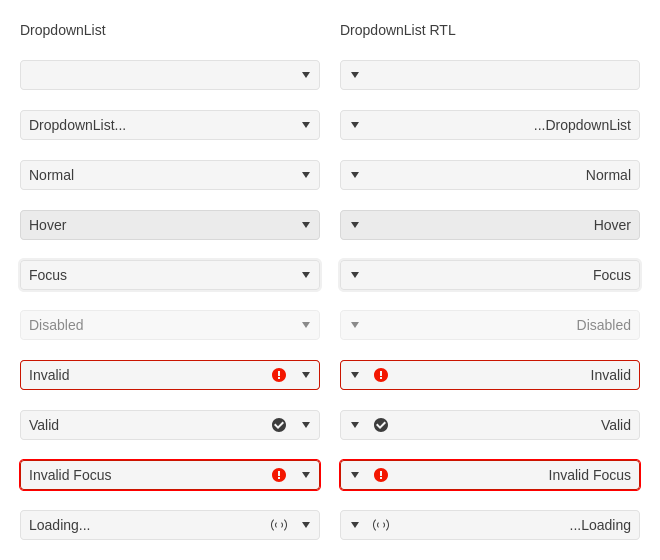 DropdownList
DropdownList RTL
DropdownList...
...DropdownList
Normal
Normal
Hover
Hover
Focus
Focus
Disabled
Disabled
Invalid
Invalid
Valid
Valid
Invalid Focus
Invalid Focus
Loading...
...Loading